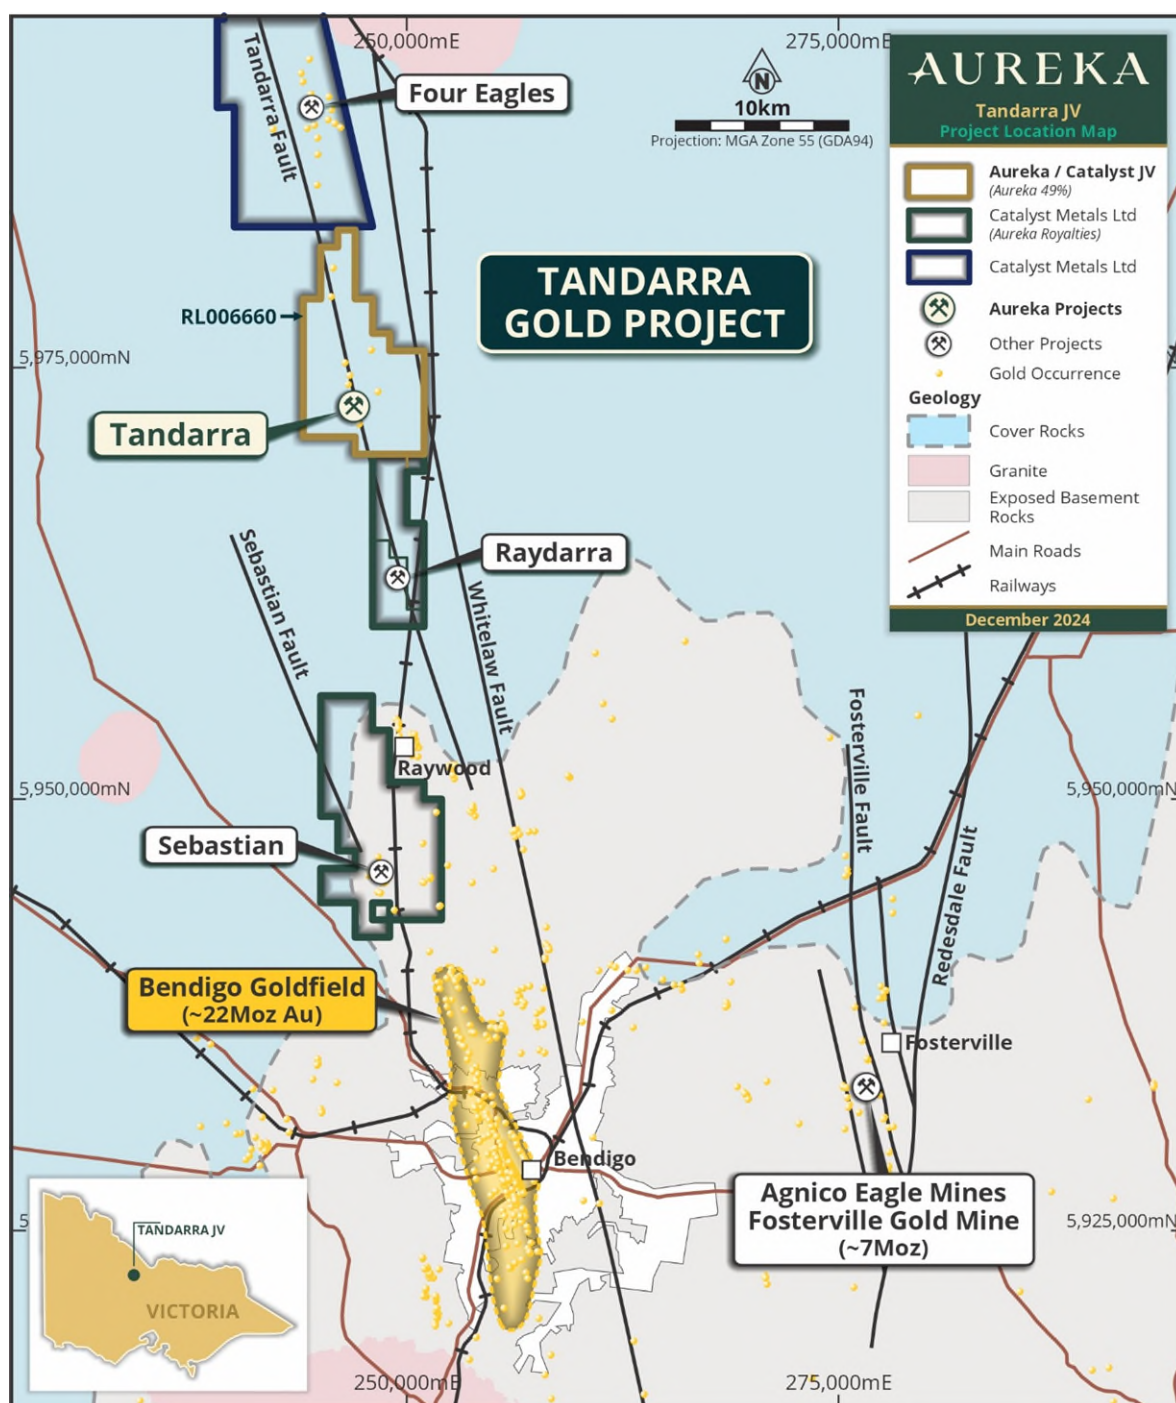 250,000mE
275,000mE
Tandarra Fault
Four Eagles
N
10km
Projection: MGA Zone 55 (GDA94)
AUREKA
Tandarra JV
Project Location Map
Aureka / Catalyst JV
(Aureka 49%)
Catalyst Metals Ltd
(Aureka Royalties)
Catalyst Metals Ltd
Aureka Projects
Other Projects
Gold Occurrence
Geology
Cover Rocks
Granite
Exposed Basement
Rocks
Main Roads
Railways
December 2024
TANDARRA
GOLD PROJECT
RL006660
5,975,000mN
Tandarra
Raydarra
Sebastian Fault
Whitelaw Fault
Fosterville Fault
Redesdale Fault
Raywood
5,950,000mN
5,950,000mN
Sebastian
Bendigo Goldfield
(~22Moz Au)
Fosterville
Bendigo
Agnico Eagle Mines
Fosterville Gold Mine
(~7Moz)
5,925,000mN
TANDARRA JV
VICTORIA
250,000mE
275,000mE